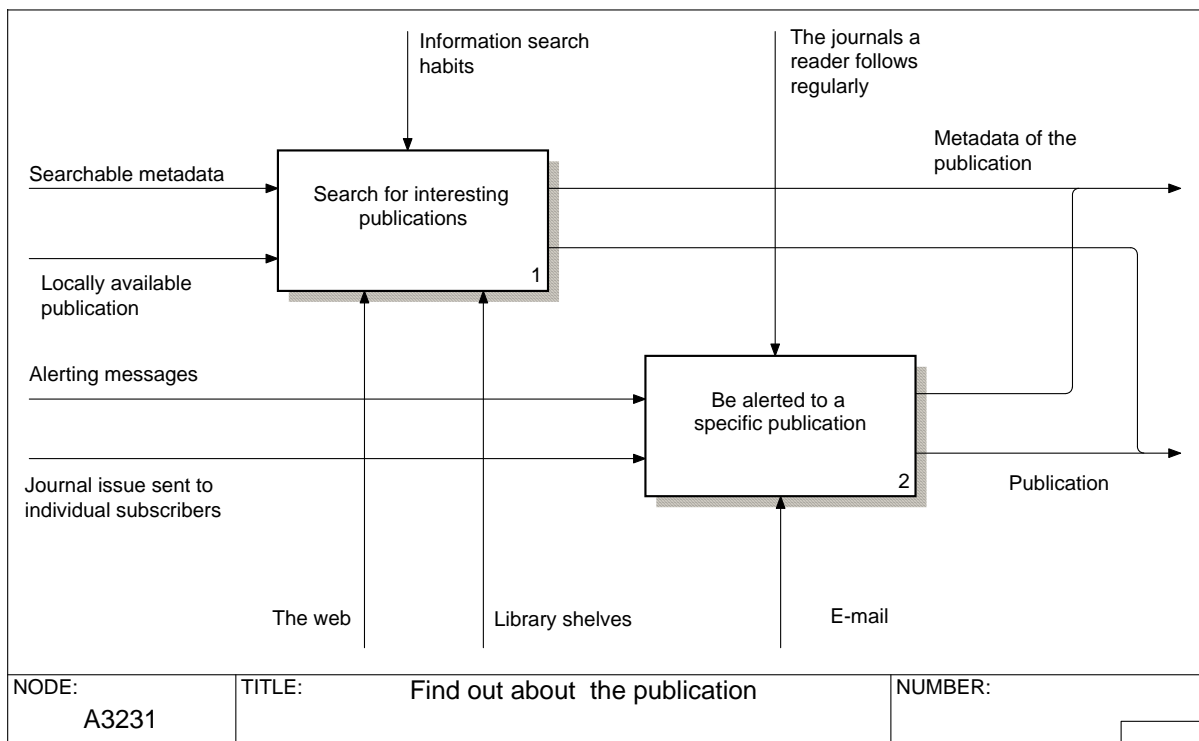 Information search
habits
The journals a
reader follows
regularly
Searchable metadata
Search for interesting
publications
1
Metadata of the
publication
Locally available
publication
Alerting messages
Be alerted to a
specific publication
2
Journal issue sent to
individual subscribers
Publication
The web
Library shelves
E-mail
NODE:
A3231
TITLE:
Find out about the publication
NUMBER: